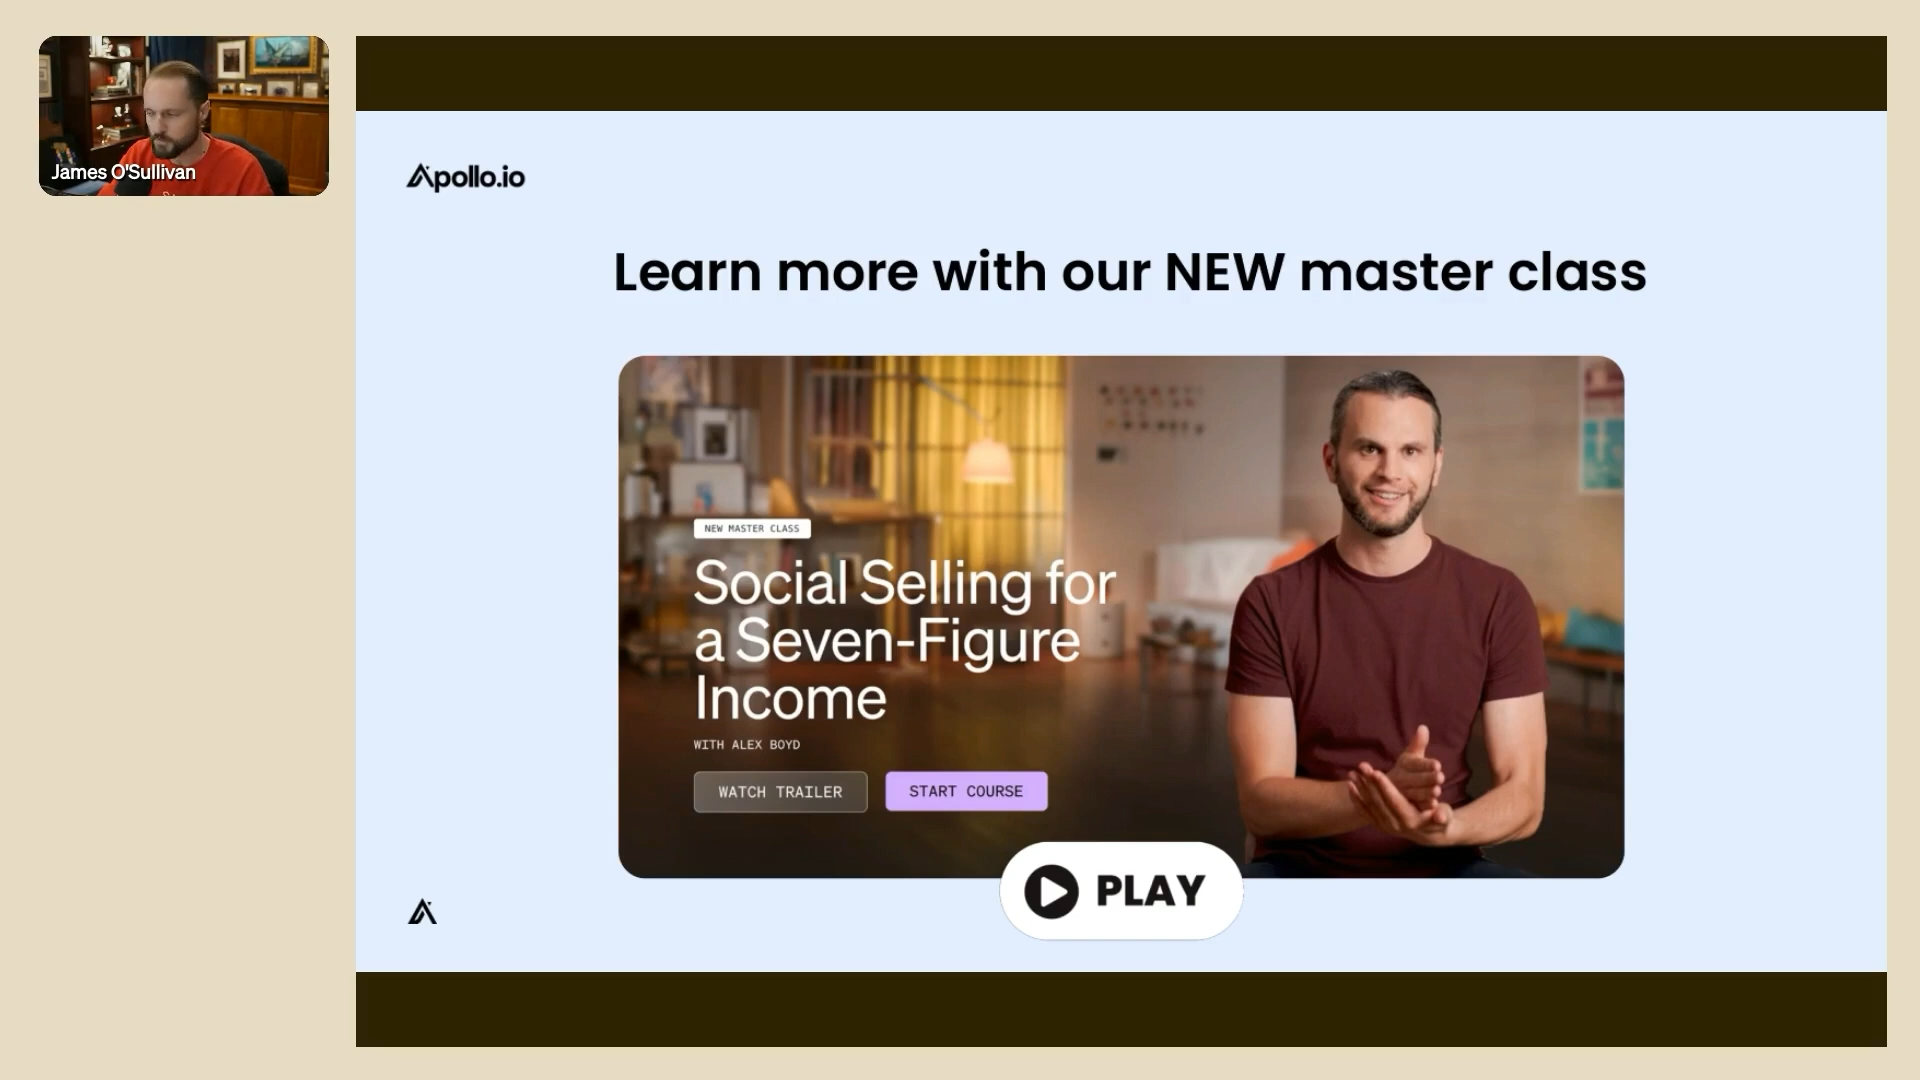 James O'Sullivan
Apollo.io
Learn more with our NEW master class
NEW MASTER CLASS
Social Selling for
a Seven-Figure
Income
WITH ALEX BOYD
WATCH TRAILER
START COURSE
PLAY